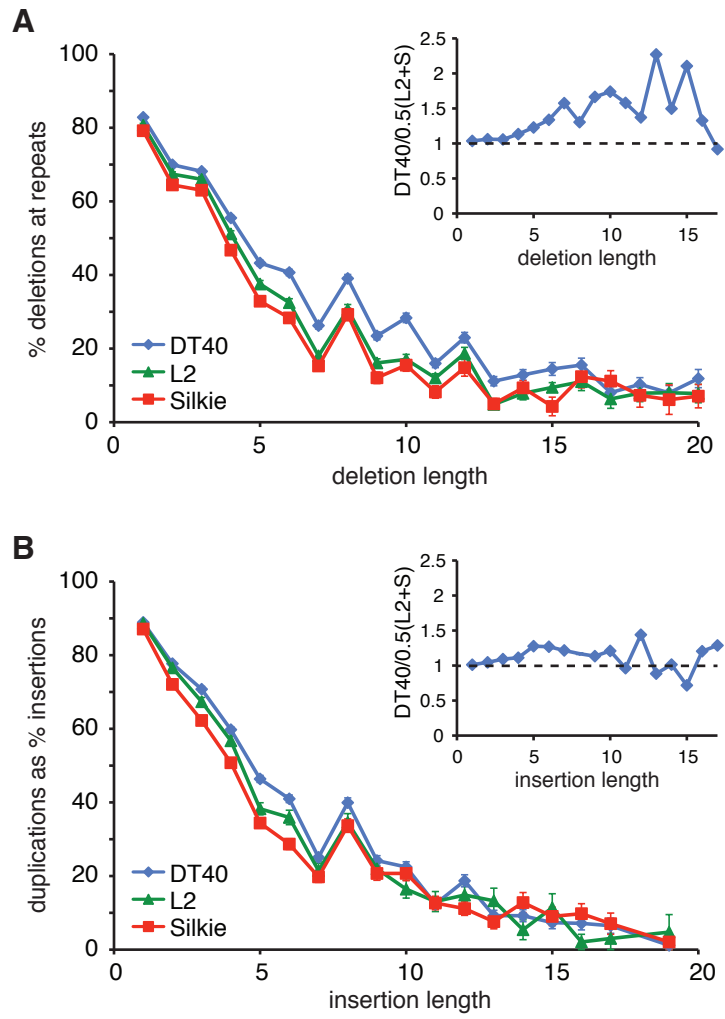 A
100
80
60
40
20
0
% deletions at repeats
DT40
L2
Silkie
0 5 10 15 20
deletion length
2.5
2
1.5
1
0.5
0
DT40/0.5(L2+S)
0 5 10 15
deletion length
B
100
80
60
40
20
0
duplications as % insertions
DT40
L2
Silkie
0 5 10 15 20
insertion length
2.5
2
1.5
1
0.5
0
DT40/0.5(L2+S)
0 5 10 15
insertion length